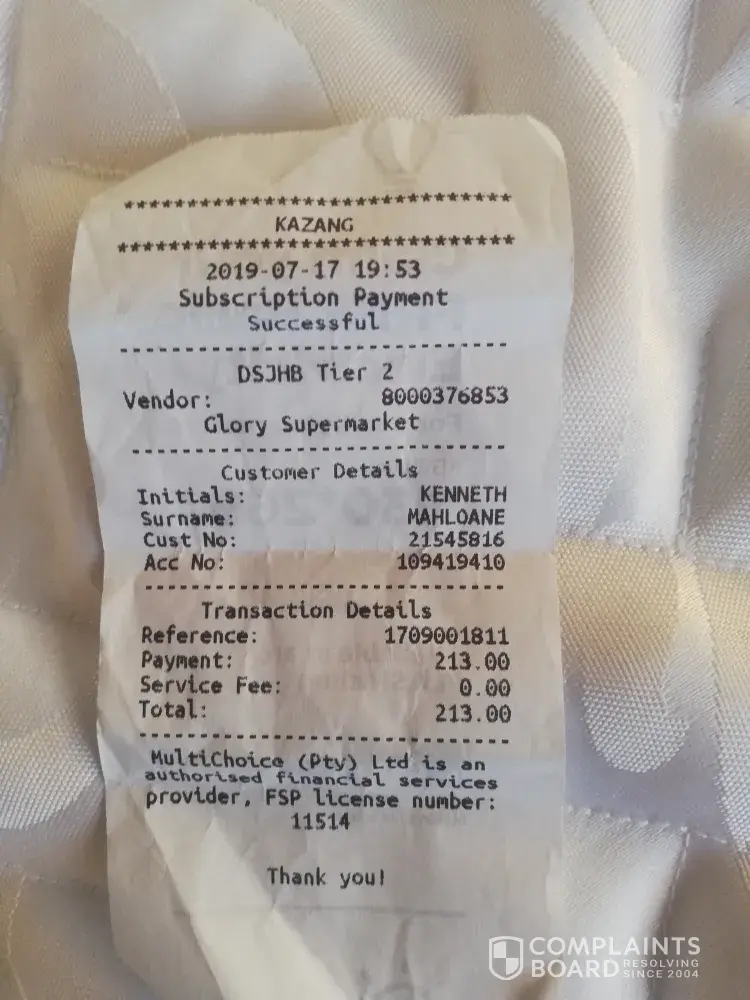 *******************************
KAZANG
********************************
2019-07-17 19:53
Subscription Payment
Successful
--------------------------------
DSJHB Tier 2
Vendor: 8000376853
Glory Supermarket
--------------------------------
Customer Details
Initials: KENNETH
Surname: MAHLOANE
Cust No: 21545816
Acc No: 109419410
--------------------------------
Transaction Details
Reference: 1709001811
Payment: 213.00
Service Fee: 0.00
Total: 213.00
--------------------------------
MultiChoice (Pty) Ltd is an
authorised financial services
provider, FSP license number:
11514
Thank you!
COMPLAINTS
BOARD RESOLVING
SINCE 2004